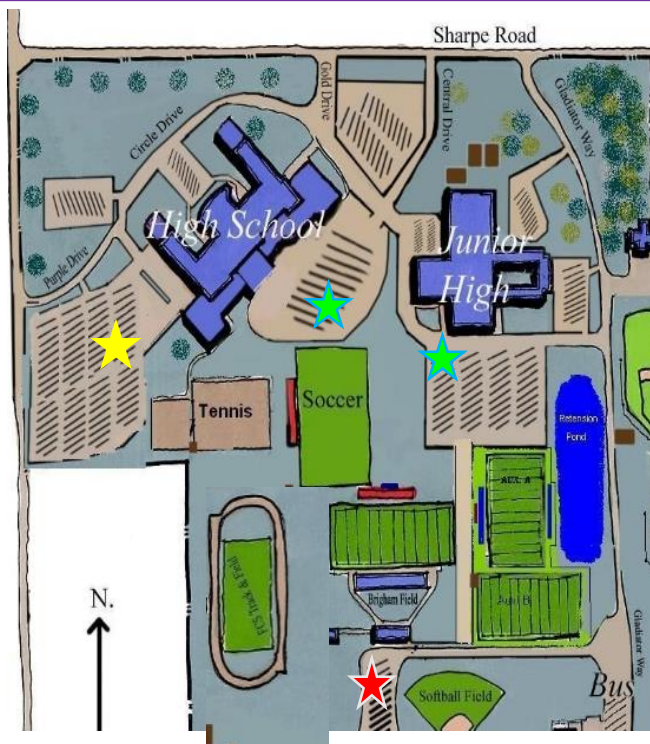 Sharpe Road
Gold Drive
Central Drive
Gladiator Way
Circle Drive
High School
Junior
High
Purple Drive
Tennis
Soccer
Retension
Pond
AUX. A
FCS Track & Field
Brigham Field
Aux. B
N.
Gladiator Way
Softball Field
Bus